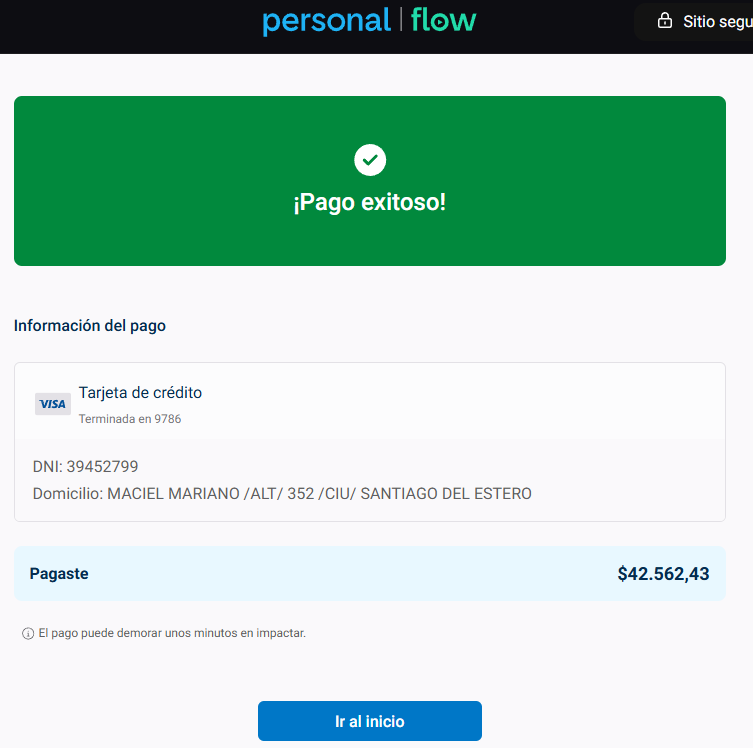 personal | flow
Sitio segu
¡Pago exitoso!
Información del pago
VISA
Tarjeta de crédito
Terminada en 9786
DNI: 39452799
Domicilio: MACIEL MARIANO /ALT/ 352 /CIU/ SANTIAGO DEL ESTERO
Pagaste $42.562,43
El pago puede demorar unos minutos en impactar.
Ir al inicio